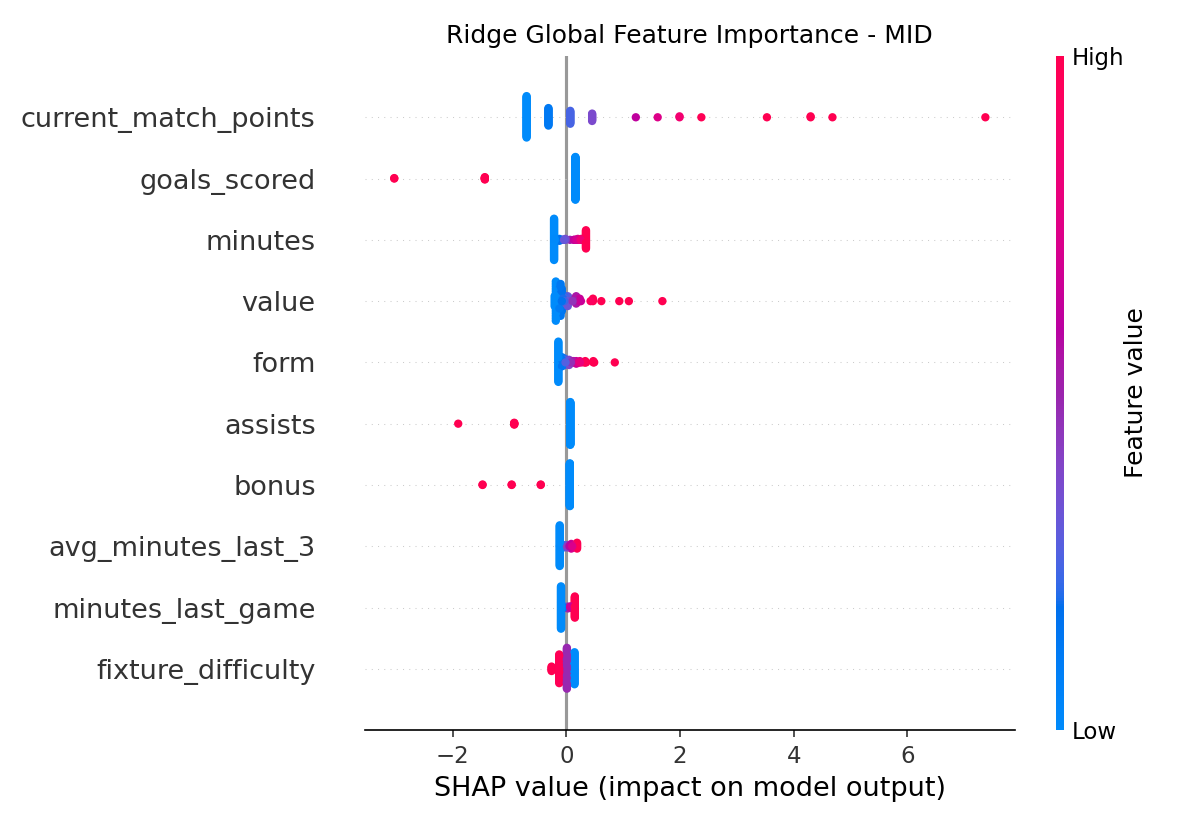 Ridge Global Feature Importance - MID
High
current_match_points
goals_scored
minutes
value
form
assists
bonus
avg_minutes_last_3
minutes_last_game
fixture_difficulty
Feature value
Low
−2 0 2 4 6
SHAP value (impact on model output)